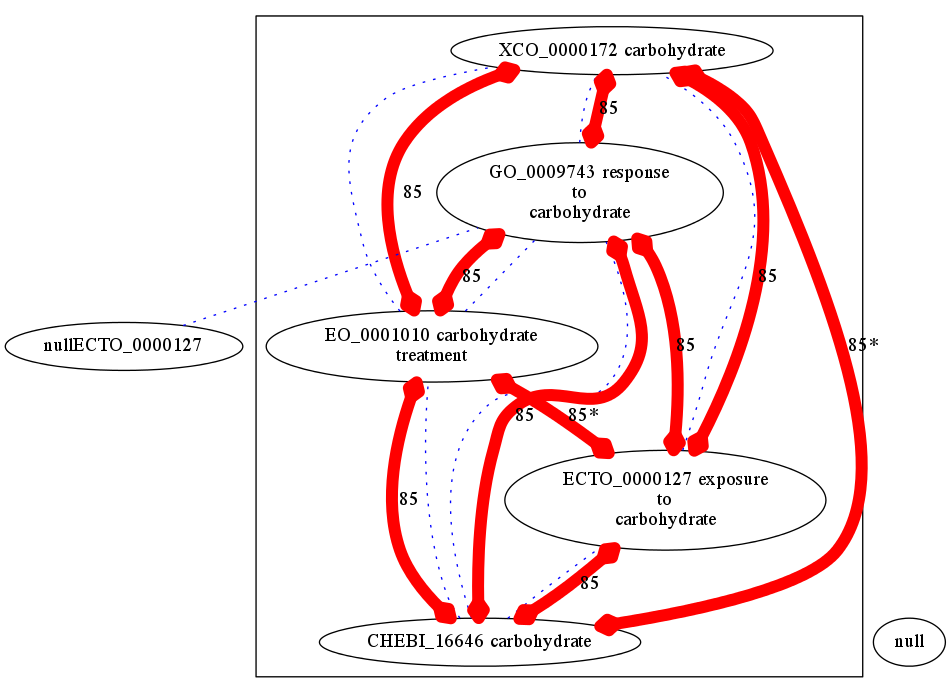 XCO_0000172 carbohydrate
85
GO_0009743 response
to
carbohydrate
85
85
85
nullECTO_0000127
EO_0001010 carbohydrate
treatment
85
85*
85
85*
85
ECTO_0000127 exposure
to
carbohydrate
85
CHEBI_16646 carbohydrate
null